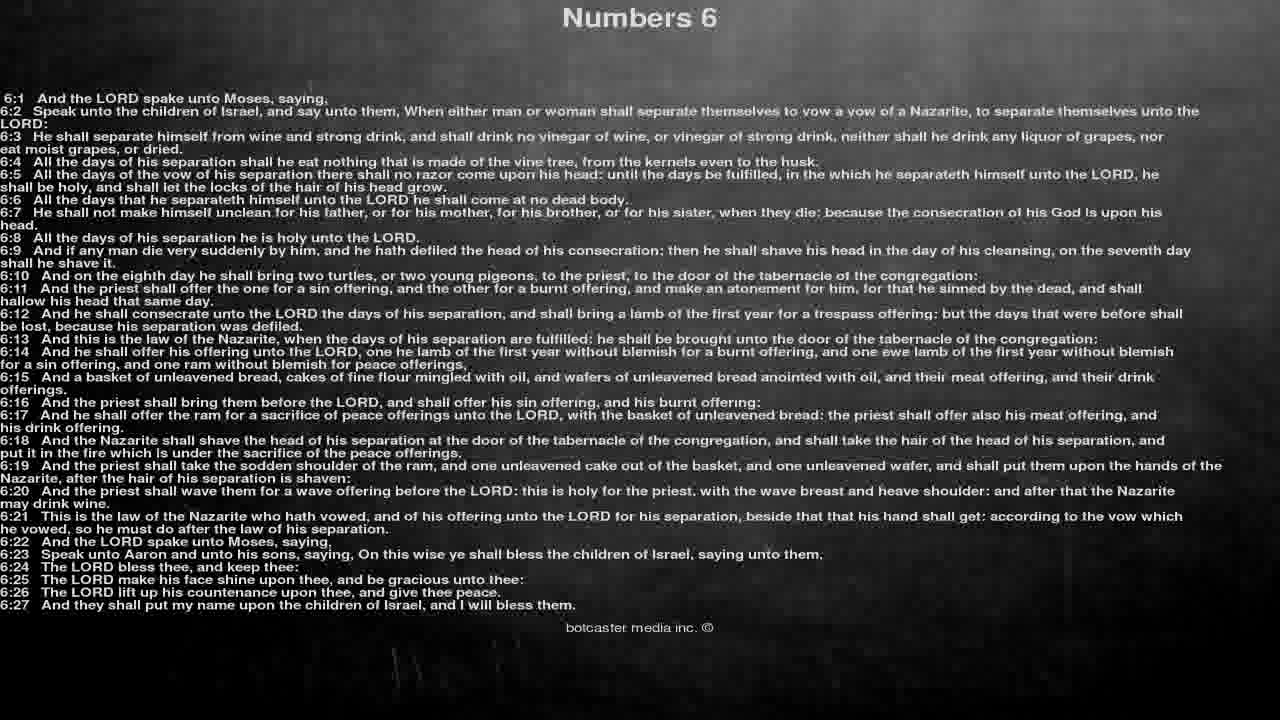 Numbers 6
6:1 And the LORD spake unto Moses, saying,
6:2 Speak unto the children of Israel, and say unto them, When either man or woman shall separate themselves to vow a vow of a Nazarite, to separate themselves unto the
LORD:
6:3 He shall separate himself from wine and strong drink, and shall drink no vinegar of wine, or vinegar of strong drink, neither shall he drink any liquor of grapes, nor
eat moist grapes, or dried.
6:4 All the days of his separation shall he eat nothing that is made of the vine tree, from the kernels even to the husk.
6:5 All the days of the vow of his separation there shall no razor come upon his head: until the days be fulfilled, in the which he separateth himself unto the LORD, he
shall be holy, and shall let the locks of the hair of his head grow.
6:6 All the days that he separateth himself unto the LORD he shall come at no dead body.
6:7 He shall not make himself unclean for his father, or for his mother, for his brother, or for his sister, when they die: because the consecration of his God is upon his
head.
6:8 All the days of his separation he is holy unto the LORD.
6:9 And if any man die very suddenly by him, and he hath defiled the head of his consecration: then he shall shave his head in the day of his cleansing, on the seventh day
shall he shave it.
6:10 And on the eighth day he shall bring two turtles, or two young pigeons, to the priest, to the door of the tabernacle of the congregation:
6:11 And the priest shall offer the one for a sin offering, and the other for a burnt offering, and make an atonement for him, for that he sinned by the dead, and shall
hallow his head that same day.
6:12 And he shall consecrate unto the LORD the days of his separation, and shall bring a lamb of the first year for a trespass offering: but the days that were before shall
be lost, because his separation was defiled.
6:13 And this is the law of the Nazarite, when the days of his separation are fulfilled: he shall be brought unto the door of the tabernacle of the congregation:
6:14 And he shall offer his offering unto the LORD, one he lamb of the first year without blemish for a burnt offering, and one ewe lamb of the first year without blemish
for a sin offering, and one ram without blemish for peace offerings,
6:15 And a basket of unleavened bread, cakes of fine flour mingled with oil, and wafers of unleavened bread anointed with oil, and their meat offering, and their drink
offerings.
6:16 And the priest shall bring them before the LORD, and shall offer his sin offering, and his burnt offering:
6:17 And he shall offer the ram for a sacrifice of peace offerings unto the LORD, with the basket of unleavened bread: the priest shall offer also his meat offering, and
his drink offering.
6:18 And the Nazarite shall shave the head of his separation at the door of the tabernacle of the congregation, and shall take the hair of the head of his separation, and
put it in the fire which is under the sacrifice of the peace offerings.
6:19 And the priest shall take the sodden shoulder of the ram, and one unleavened cake out of the basket, and one unleavened wafer, and shall put them upon the hands of the
Nazarite, after the hair of his separation is shaven:
6:20 And the priest shall wave them for a wave offering before the LORD: this is holy for the priest, with the wave breast and heave shoulder: and after that the Nazarite
may drink wine.
6:21 This is the law of the Nazarite who hath vowed, and of his offering unto the LORD for his separation, beside that that his hand shall get: according to the vow which
he vowed, so he must do after the law of his separation.
6:22 And the LORD spake unto Moses, saying,
6:23 Speak unto Aaron and unto his sons, saying, On this wise ye shall bless the children of Israel, saying unto them,
6:24 The LORD bless thee, and keep thee:
6:25 The LORD make his face shine upon thee, and be gracious unto thee:
6:26 The LORD lift up his countenance upon thee, and give thee peace.
6:27 And they shall put my name upon the children of Israel, and I will bless them.
botcaster media inc. ©